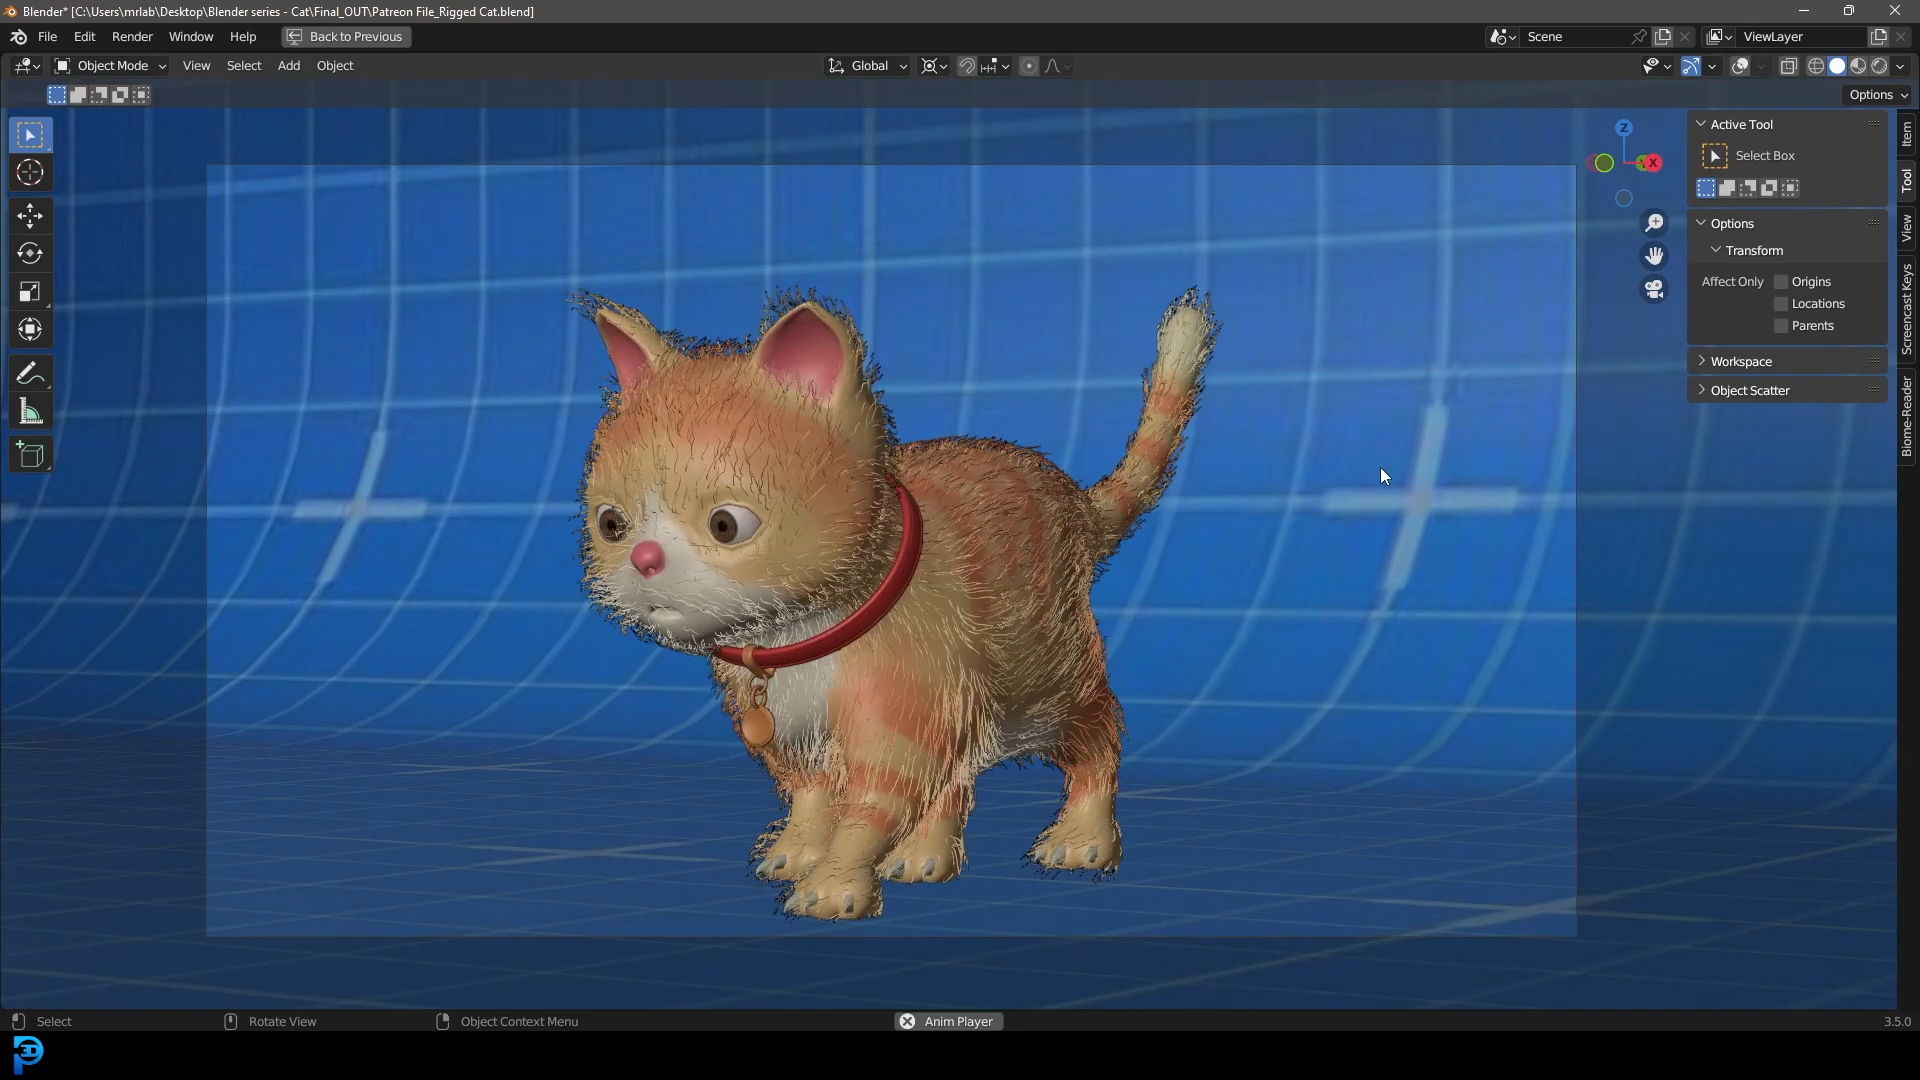 Blender* [C:\Users\mrlab\Desktop\Blender series - Cat\Final_OUT\Patreon File_Rigged Cat.blend]
File Edit Render Window Help Back to Previous Scene ViewLayer
Object Mode View Select Add Object Global
Options
Z
X
Active Tool
Select Box
Options
Transform
Affect Only Origins
Locations
Parents
Workspace
Object Scatter
Item
Tool
View
Screencast Keys
Biome-Reader
Select Rotate View Object Context Menu Anim Player 3.5.0
3D